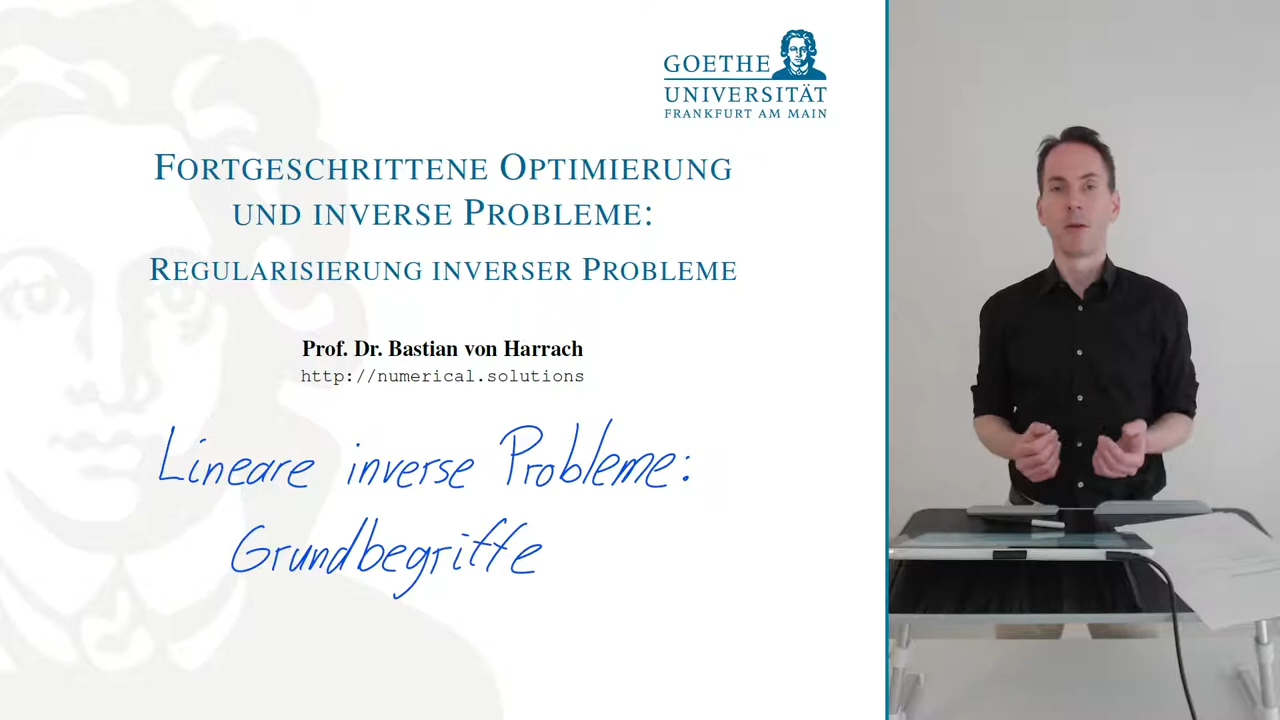 GOETHE
UNIVERSITÄT
FRANKFURT AM MAIN
FORTGESCHRITTENE OPTIMIERUNG
UND INVERSE PROBLEME:
REGULARISIERUNG INVERSER PROBLEME
Prof. Dr. Bastian von Harrach
http://numerical.solutions
Lineare inverse Probleme:
Grundbegriffe